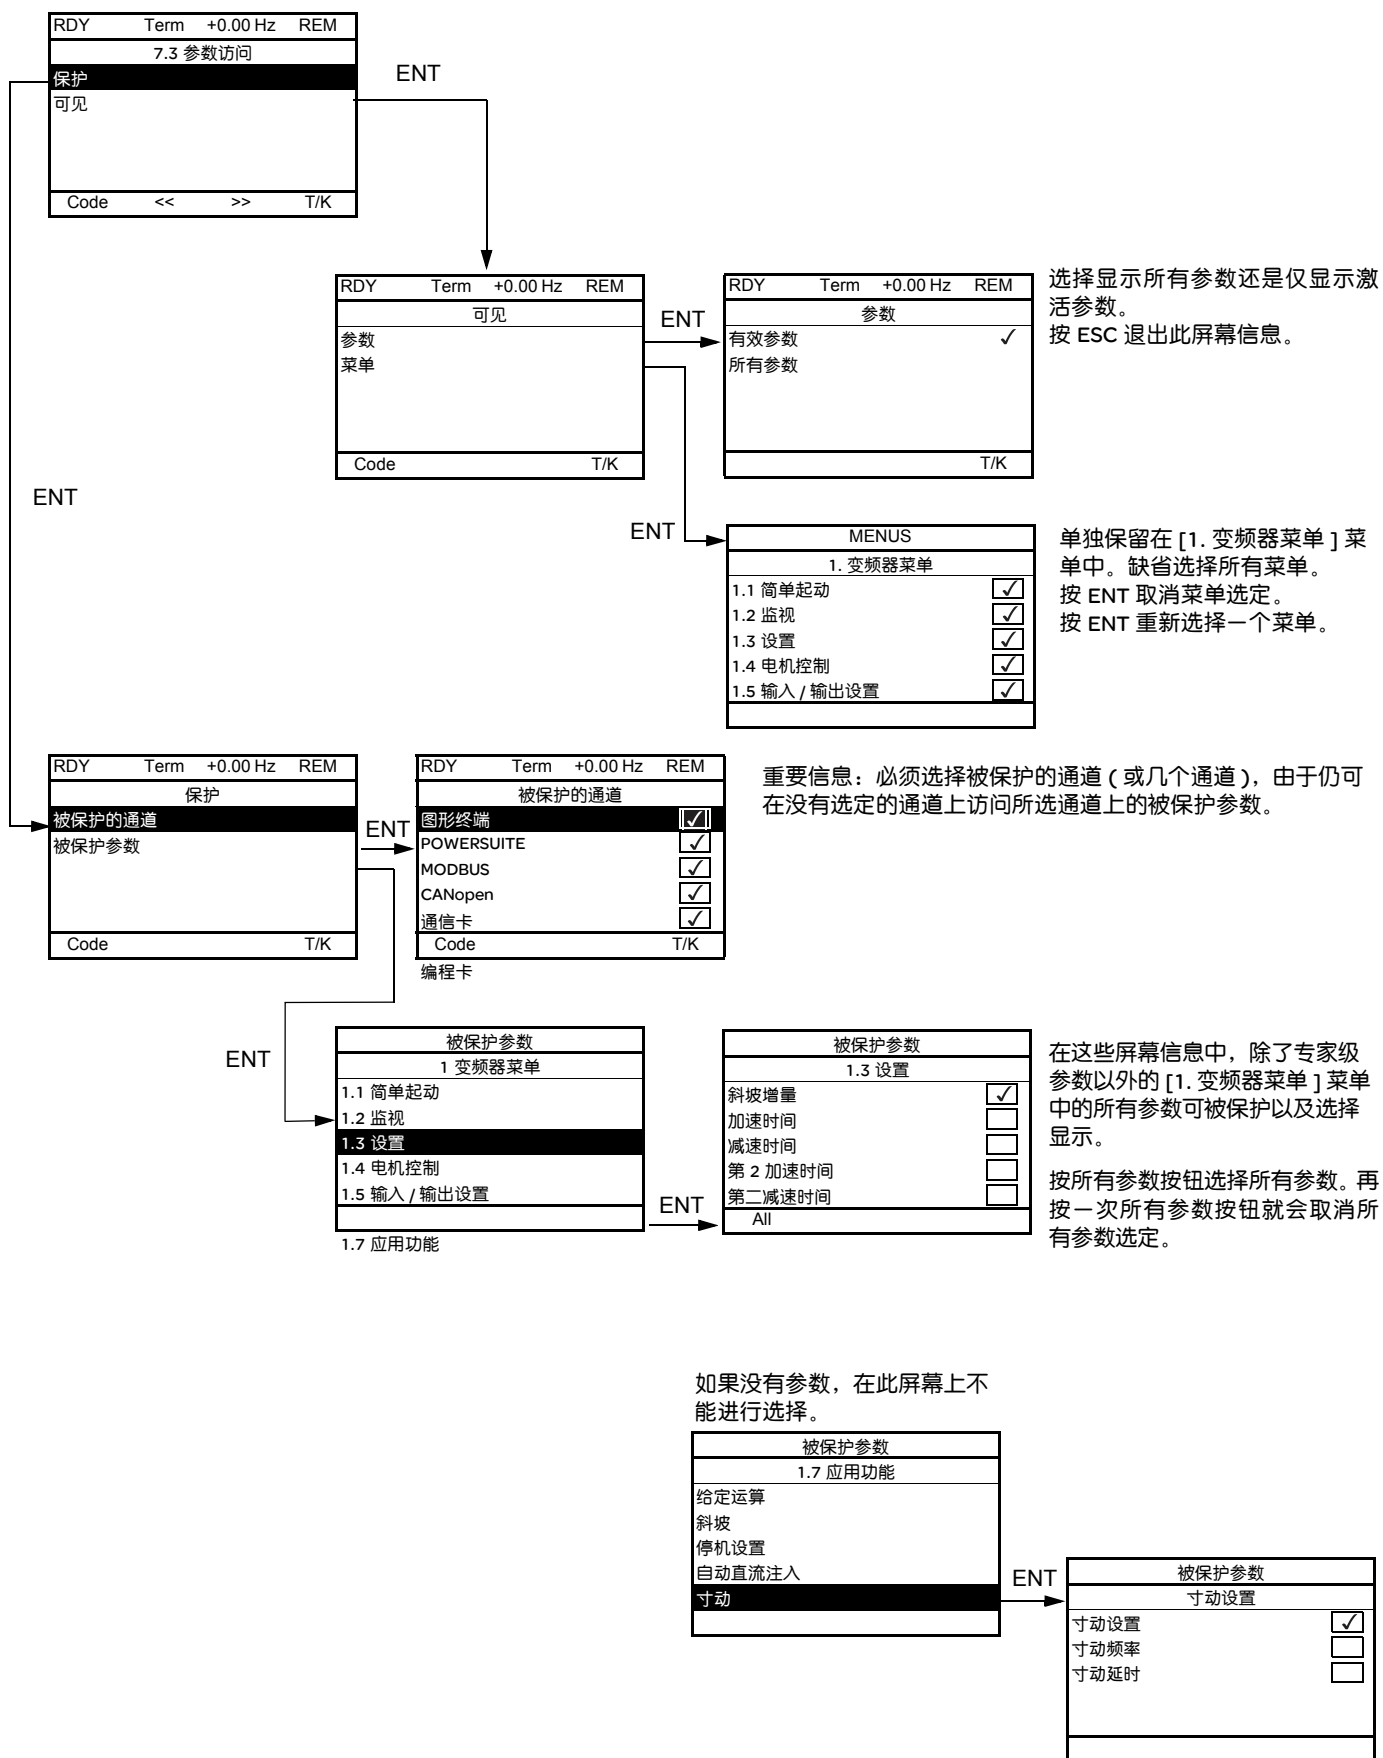 RDY Term +0.00 Hz REM
7.3 参数访问
保护
可见
Code << >> T/K
ENT
RDY Term +0.00 Hz REM
可见
参数
菜单
Code T/K
ENT
RDY Term +0.00 Hz REM
参数
有效参数 ✓
所有参数
T/K
选择显示所有参数还是仅显示激
活参数。
按 ESC 退出此屏幕信息。
ENT
ENT
MENUS
1. 变频器菜单
1.1 简单起动 ✓
1.2 监视 ✓
1.3 设置 ✓
1.4 电机控制 ✓
1.5 输入 / 输出设置 ✓
单独保留在 [1. 变频器菜单 ] 菜
单中。缺省选择所有菜单。
按 ENT 取消菜单选定。
按 ENT 重新选择一个菜单。
RDY Term +0.00 Hz REM
保护
被保护的通道
被保护参数
Code T/K
ENT
RDY Term +0.00 Hz REM
被保护的通道
图形终端 ✓
POWERSUITE ✓
MODBUS ✓
CANopen ✓
通信卡 ✓
Code T/K
编程卡
重要信息：必须选择被保护的通道 ( 或几个通道 )，由于仍可
在没有选定的通道上访问所选通道上的被保护参数。
ENT
被保护参数
1 变频器菜单
1.1 简单起动
1.2 监视
1.3 设置
1.4 电机控制
1.5 输入 / 输出设置
1.7 应用功能
ENT
被保护参数
1.3 设置
斜坡增量 ✓
加速时间
减速时间
第 2 加速时间
第二减速时间
All
在这些屏幕信息中，除了专家级
参数以外的 [1. 变频器菜单 ] 菜单
中的所有参数可被保护以及选择
显示。
按所有参数按钮选择所有参数。再
按一次所有参数按钮就会取消所
有参数选定。
如果没有参数，在此屏幕上不
能进行选择。
被保护参数
1.7 应用功能
给定运算
斜坡
停机设置
自动直流注入
寸动
ENT
被保护参数
寸动设置
寸动设置 ✓
寸动频率
寸动延时